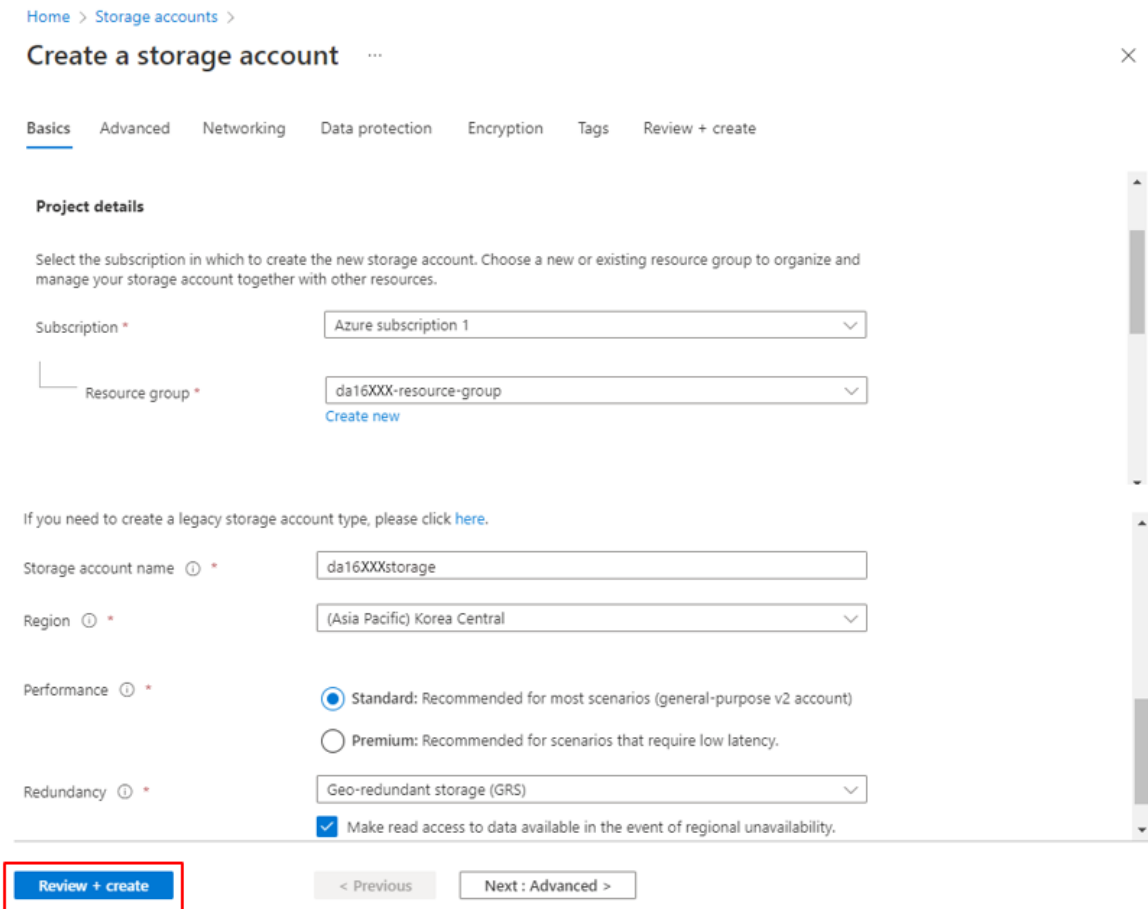 Home > Storage accounts >
Create a storage account ...
Basics Advanced Networking Data protection Encryption Tags Review + create
Project details
Select the subscription in which to create the new storage account. Choose a new or existing resource group to organize and
manage your storage account together with other resources.
Subscription * Azure subscription 1
Resource group * da16XXX-resource-group
Create new
If you need to create a legacy storage account type, please click here.
Storage account name * da16XXXstorage
Region * (Asia Pacific) Korea Central
Performance * Standard: Recommended for most scenarios (general-purpose v2 account)
Premium: Recommended for scenarios that require low latency.
Redundancy * Geo-redundant storage (GRS)
Make read access to data available in the event of regional unavailability.
Review + create < Previous Next : Advanced >